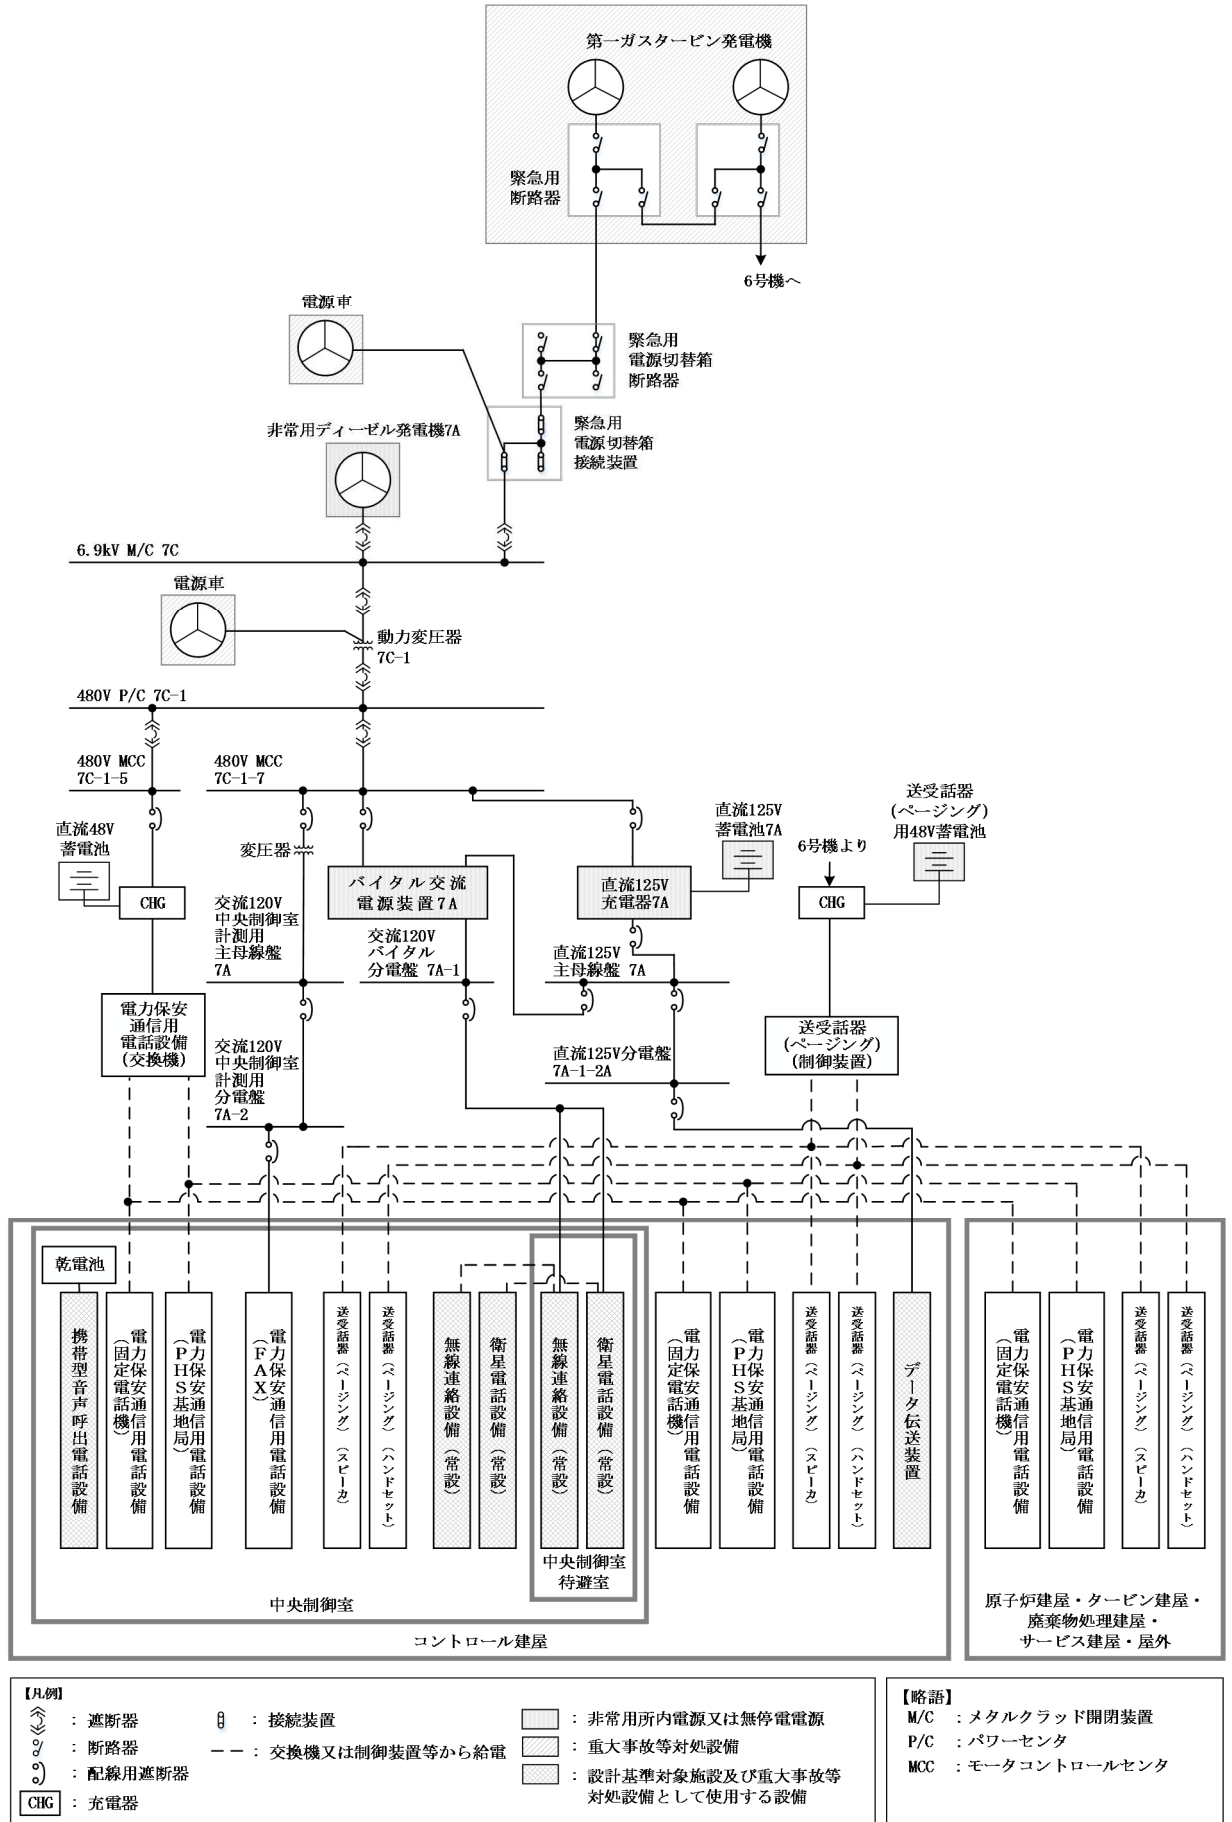 第一ガスタービン発電機
緊急用
断路器
6号機へ
電源車
緊急用
電源切替箱
断路器
緊急用
電源切替箱
接続装置
非常用ディーゼル発電機7A
6.9kV M/C 7C
電源車
動力変圧器
7C-1
480V P/C 7C-1
480V MCC
7C-1-5
480V MCC
7C-1-7
直流48V
蓄電池
変圧器
直流125V
蓄電池7A
送受話器
(ページング)
用48V蓄電池
6号機より
CHG
バイタル交流
電源装置7A
直流125V
充電器7A
CHG
交流120V
中央制御室
計測用
主母線盤
7A
交流120V
バイタル
分電盤 7A-1
直流125V
主母線盤 7A
電力保安
通信用
電話設備
(交換機)
送受話器
(ページング)
(制御装置)
交流120V
中央制御室
計測用
分電盤
7A-2
直流125V分電盤
7A-1-2A
乾電池
携帯型音声呼出電話設備
電力保安通信用電話設備
(固定電話機)
電力保安通信用電話設備
(PHS基地局)
電力保安通信用電話設備
(FAX)
送受話器(ページング)(スピーカ)
送受話器(ページング)(ハンドセット)
無線連絡設備(常設)
衛星電話設備(常設)
無線連絡設備(常設)
衛星電話設備(常設)
電力保安通信用電話設備
(固定電話機)
電力保安通信用電話設備
(PHS基地局)
送受話器(ページング)(スピーカ)
送受話器(ページング)(ハンドセット)
データ伝送装置
電力保安通信用電話設備
(固定電話機)
電力保安通信用電話設備
(PHS基地局)
送受話器(ページング)(スピーカ)
送受話器(ページング)(ハンドセット)
中央制御室
待避室
中央制御室
コントロール建屋
原子炉建屋・タービン建屋・
廃棄物処理建屋・
サービス建屋・屋外
【凡例】
:遮断器
:断路器
:配線用遮断器
CHG :充電器
:接続装置
:交換機又は制御装置等から給電
:非常用所内電源又は無停電電源
:重大事故等対処設備
:設計基準対象施設及び重大事故等
対処設備として使用する設備
【略語】
M/C :メタルクラッド開閉装置
P/C :パワーセンタ
MCC :モータコントロールセンタ